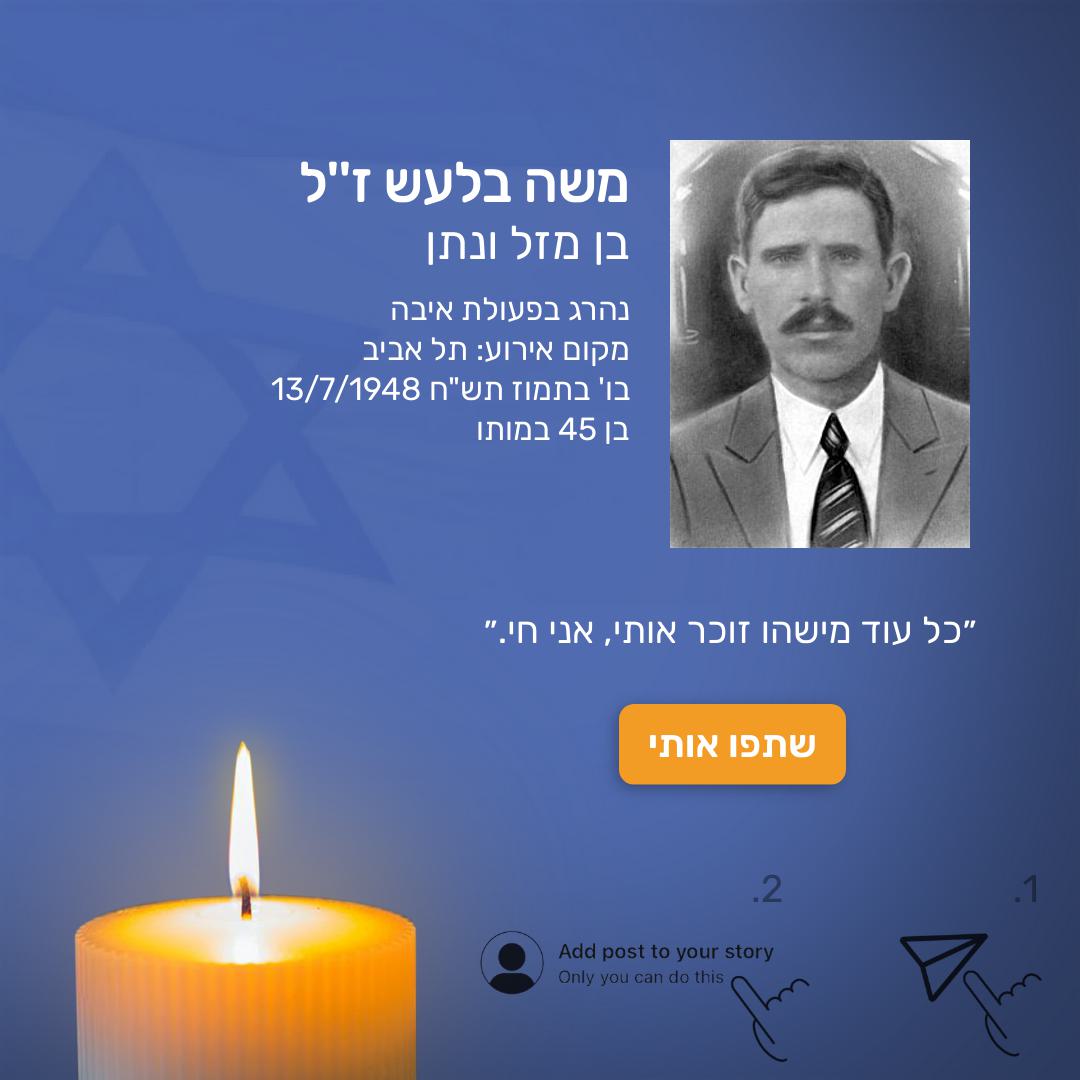 משה בלעש ז"ל
בן מזל ונתן
נהרג בפעולת איבה
מקום אירוע: תל אביב
בו' בתמוז תש"ח 13/7/1948
בן 45 במותו
״כל עוד מישהו זוכר אותי, אני חי.״
שתפו אותי
.1
.2
Add post to your story
Only you can do this